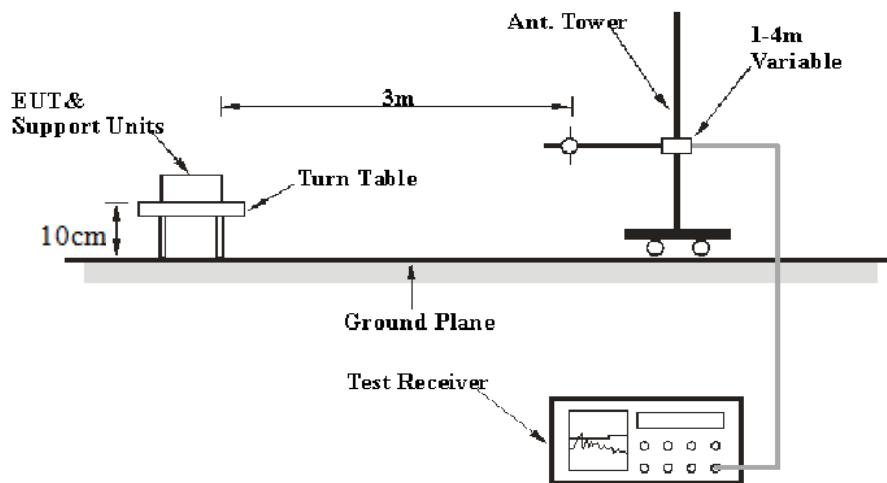 Ant. Tower
1-4m
Variable
3m
EUT&
Support Units
Turn Table
10cm
Ground Plane
Test Receiver